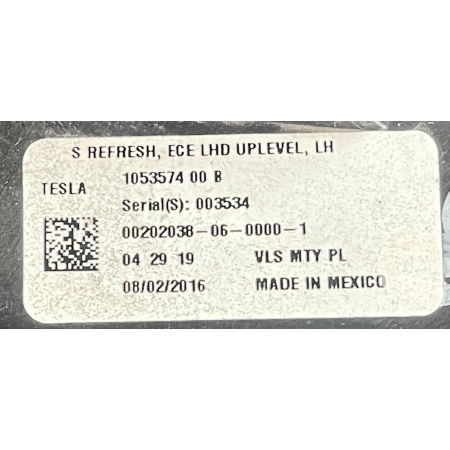 S REFRESH, ECE LHD UPLEVEL, LH
TESLA 1053574 00 B
Serial(S): 003534
00202038-06-0000-1
04 29 19 VLS MTY PL
08/02/2016 MADE IN MEXICO